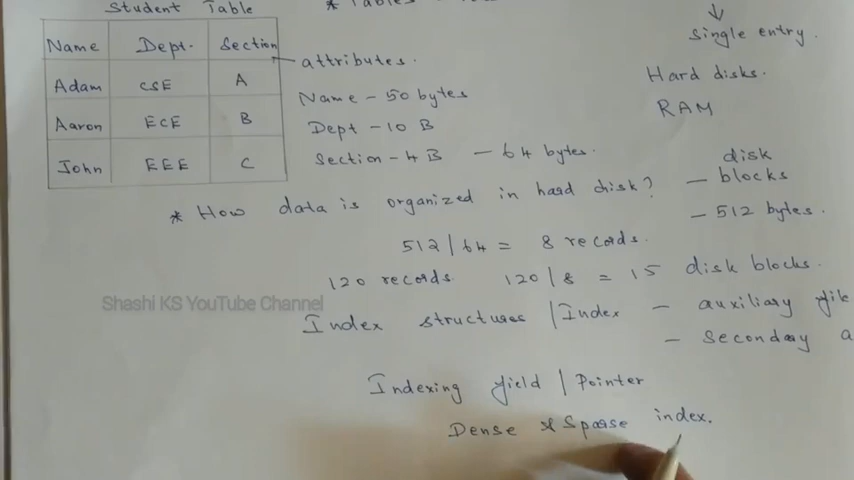 Student Table
* Tables
Name Dept. Section
Adam CSE A
Aaron ECE B
John EEE C
attributes.
Name - 50 bytes
Dept - 10 B
Section - 4 B - 64 bytes.
single entry.
Hard disks.
RAM
* How data is organized in hard disk?
disk
- blocks
- 512 bytes.
512 / 64 = 8 records.
120 records 120 / 8 = 15 disk blocks.
Shashi KS YouTube Channel
Index structures / Index - auxiliary file
- Secondary
Indexing yield / Pointer
Dense & Sparse index.